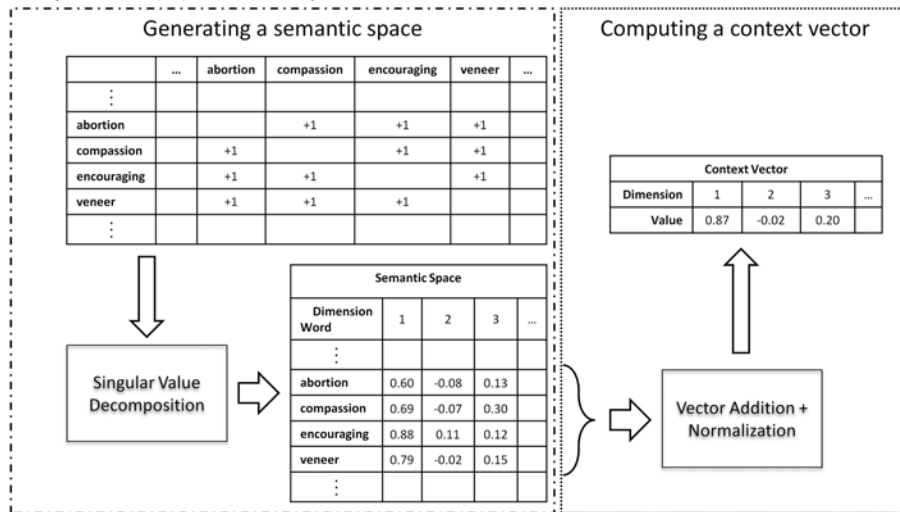 Generating a semantic space
... abortion compassion encouraging veneer ...
⋮
abortion +1 +1 +1
compassion +1 +1 +1
encouraging +1 +1 +1
veneer +1 +1 +1
⋮
Singular Value
Decomposition
Semantic Space
Dimension
Word 1 2 3 ...
⋮
abortion 0.60 -0.08 0.13
compassion 0.69 -0.07 0.30
encouraging 0.88 0.11 0.12
veneer 0.79 -0.02 0.15
⋮
Computing a context vector
Context Vector
Dimension 1 2 3 ...
Value 0.87 -0.02 0.20
Vector Addition +
Normalization